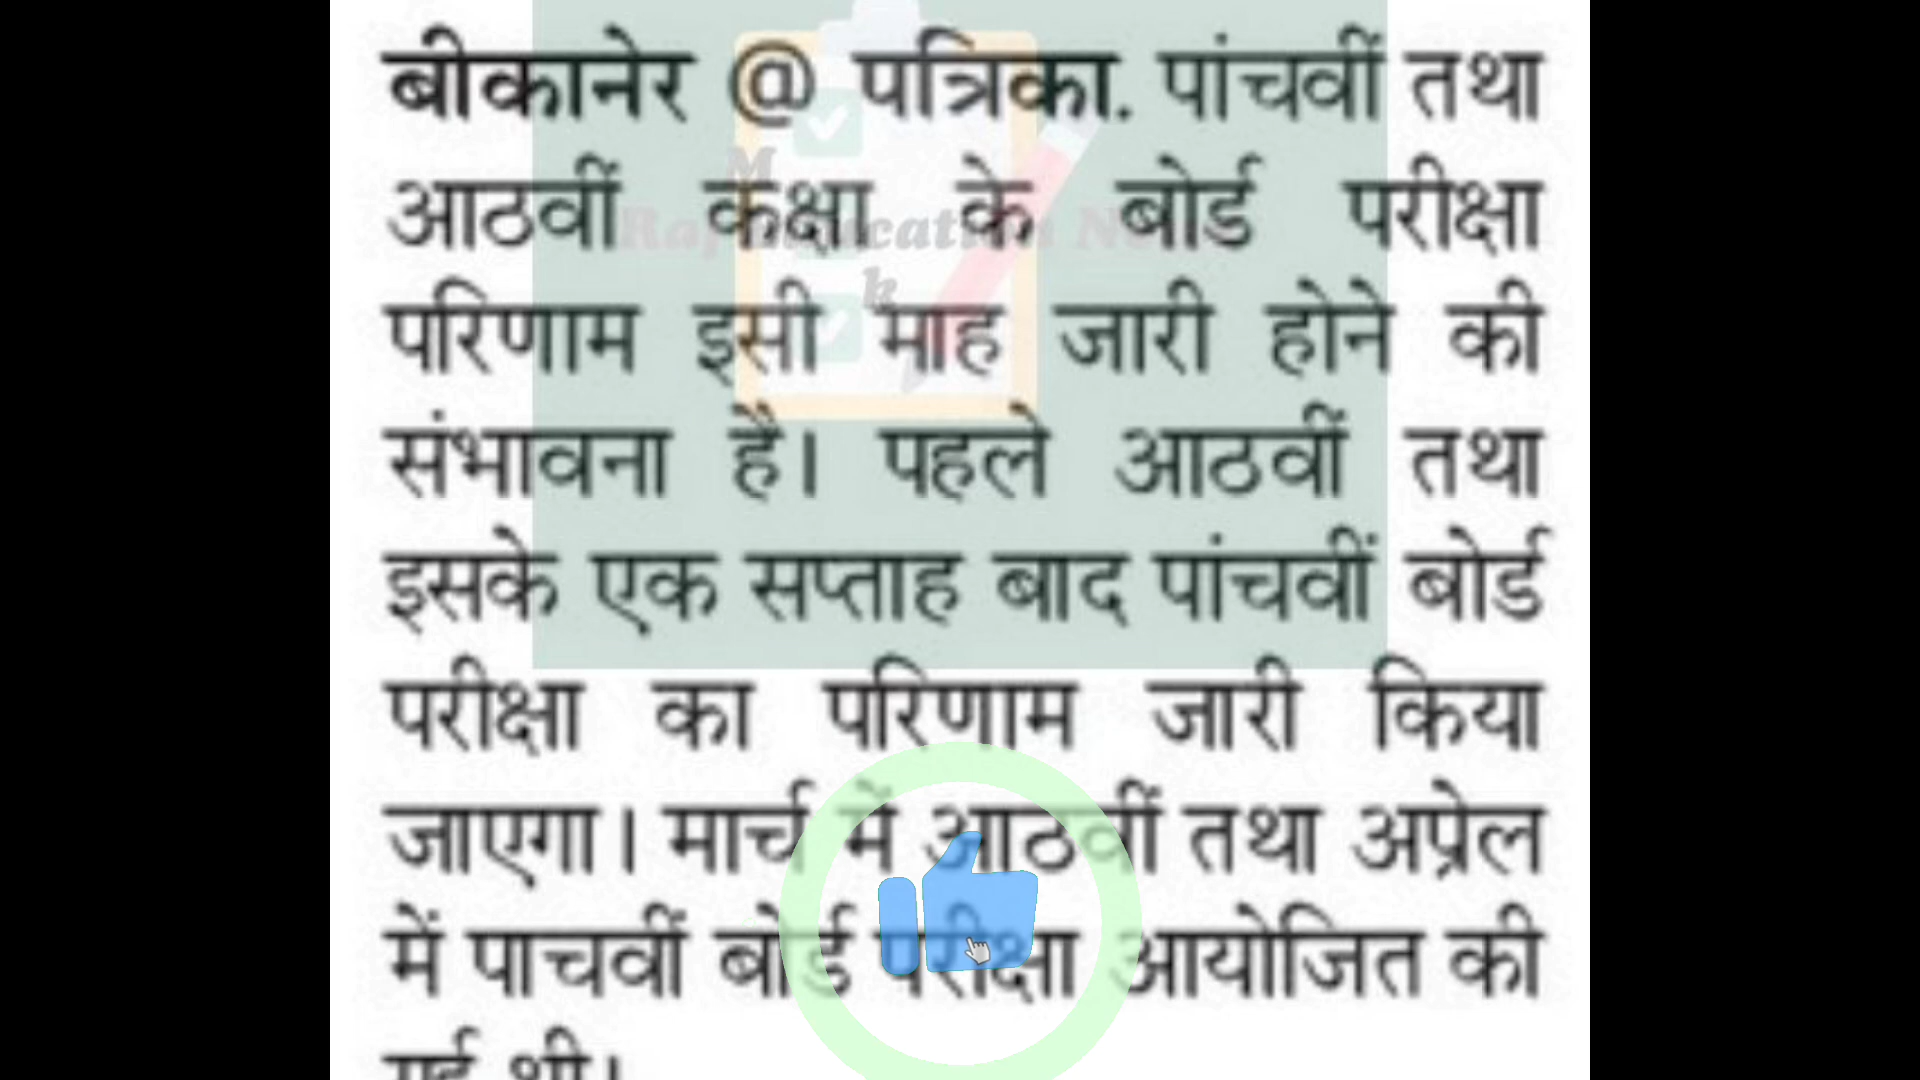 बीकानेर @ पत्रिका. पांचवीं तथा
आठवीं कक्षा के बोर्ड परीक्षा
परिणाम इसी माह जारी होने की
संभावना है। पहले आठवीं तथा
इसके एक सप्ताह बाद पांचवीं बोर्ड
परीक्षा का परिणाम जारी किया
जाएगा। मार्च में आठवीं तथा अप्रेल
में पाचवीं बोर्ड परीक्षा आयोजित की
गई थी।